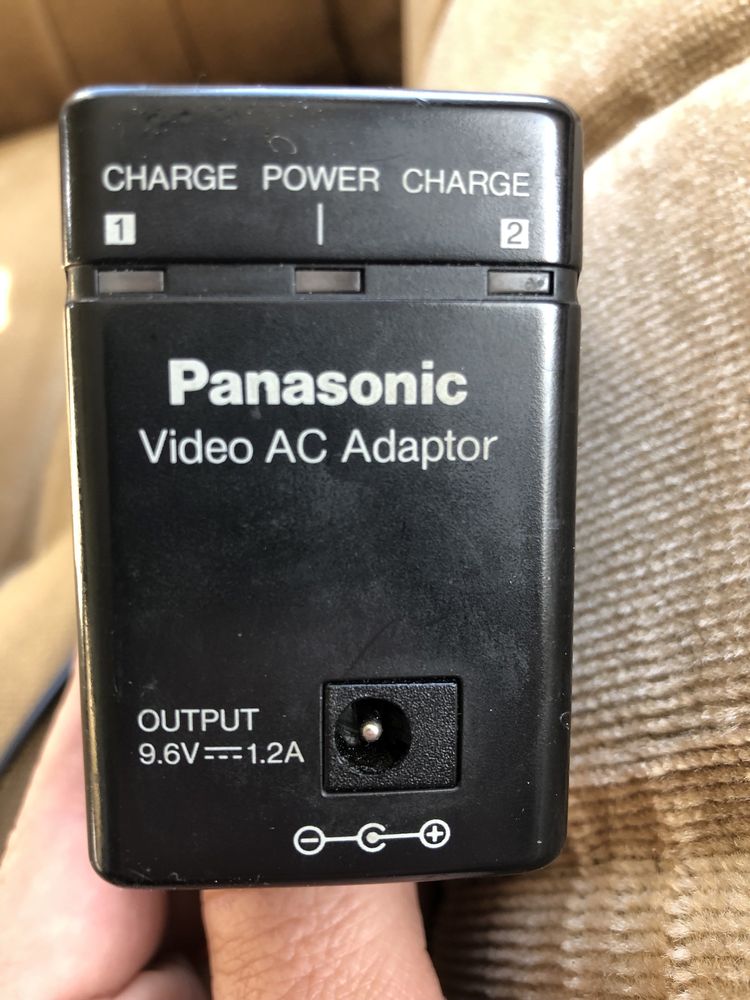 CHARGE POWER CHARGE
1 2
Panasonic
Video AC Adaptor
OUTPUT
9.6V⎓1.2A